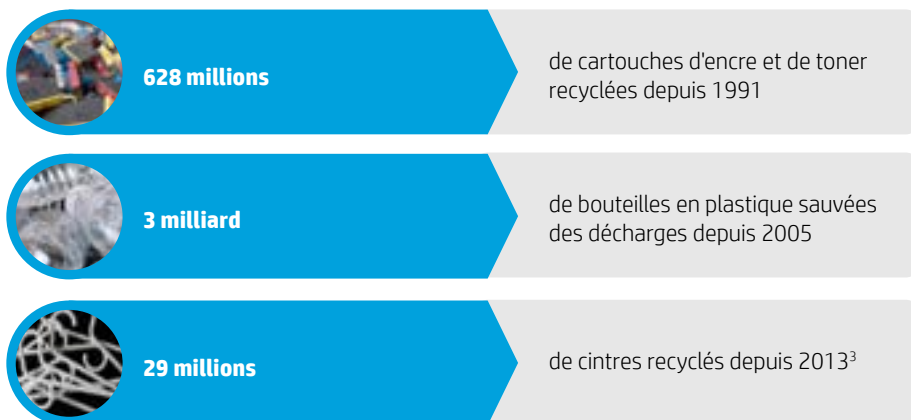 628 millions
de cartouches d'encre et de toner
recyclées depuis 1991
3 milliard
de bouteilles en plastique sauvées
des décharges depuis 2005
29 millions
de cintres recyclés depuis 2013³